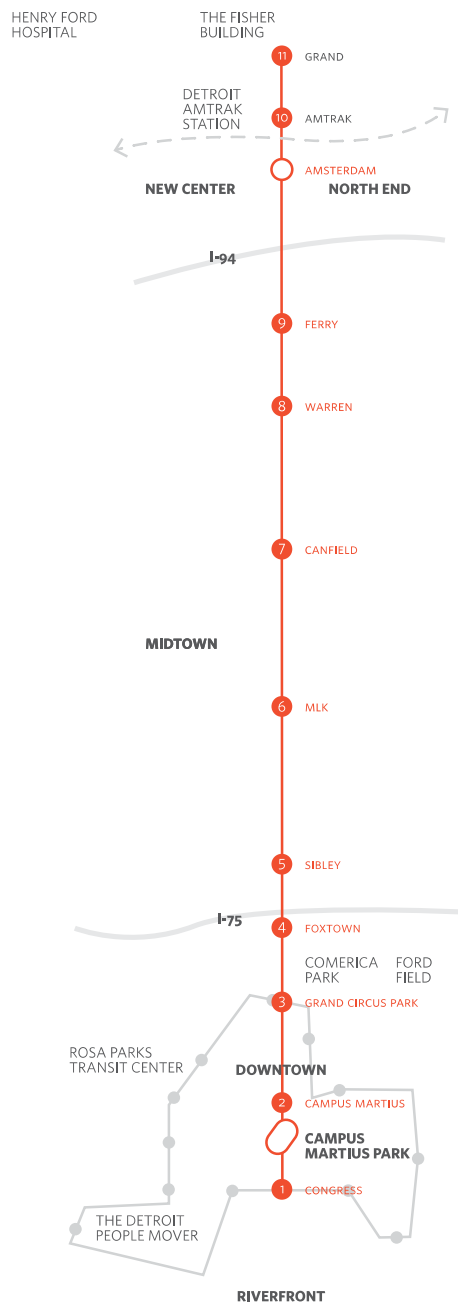 HENRY FORD
HOSPITAL
THE FISHER
BUILDING
11 GRAND
DETROIT
AMTRAK
STATION
10 AMTRAK
AMSTERDAM
NEW CENTER
NORTH END
I-94
9 FERRY
8 WARREN
7 CANFIELD
MIDTOWN
6 MLK
5 SIBLEY
I-75
4 FOXTOWN
COMERICA
PARK
FORD
FIELD
3 GRAND CIRCUS PARK
ROSA PARKS
TRANSIT CENTER
DOWNTOWN
2 CAMPUS MARTIUS
CAMPUS
MARTIUS PARK
1 CONGRESS
THE DETROIT
PEOPLE MOVER
RIVERFRONT